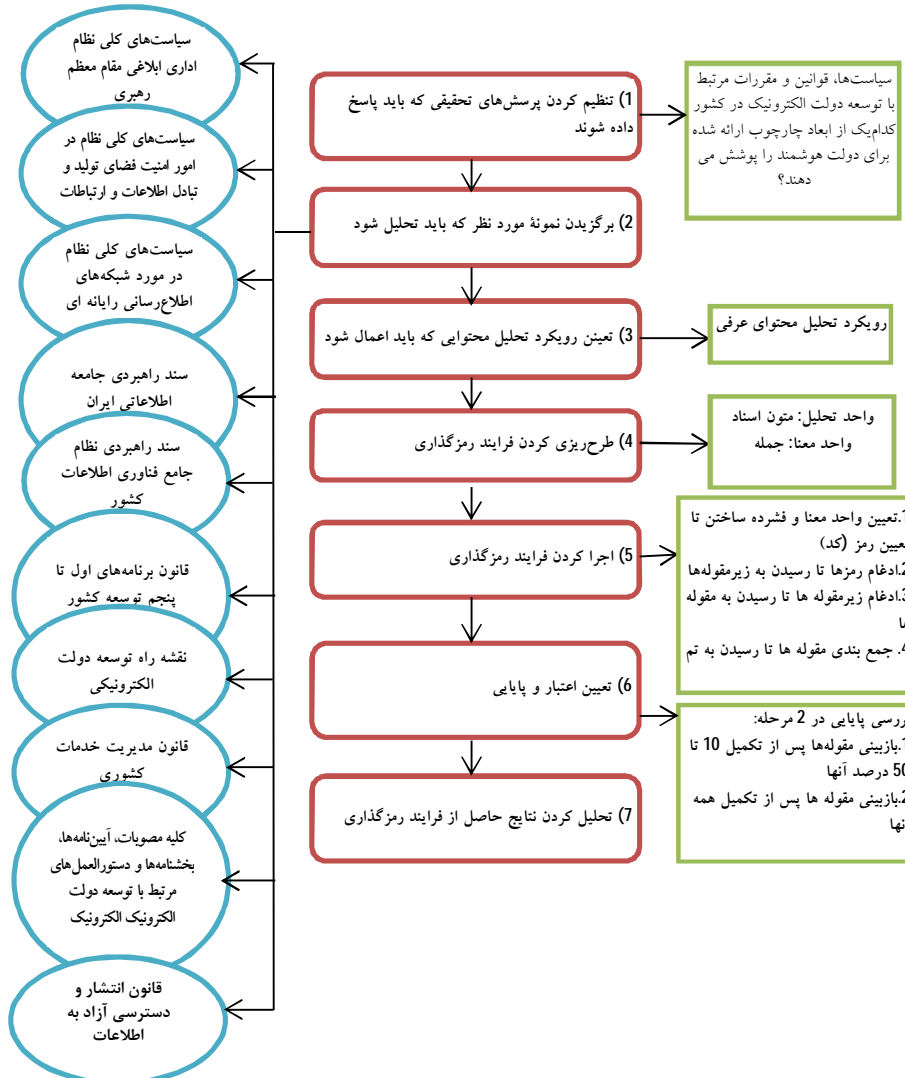 سیاست‌ها، قوانین و مقررات مرتبط
با توسعه دولت الکترونیک در کشور
کدام‌یک از ابعاد چارچوب ارائه شده
برای دولت هوشمند را پوشش می
دهند؟
1) تنظیم کردن پرسش‌های تحقیقی که باید پاسخ
داده شوند
2) برگزیدن نمونهٔ مورد نظر که باید تحلیل شود
3) تعینن رویکرد تحلیل محتوایی که باید اعمال شود
رویکرد تحلیل محتوای عرفی
4) طرح‌ریزی کردن فرایند رمزگذاری
واحد تحلیل: متون اسناد
واحد معنا: جمله
5) اجرا کردن فرایند رمزگذاری
1.تعیین واحد معنا و فشرده ساختن تا
تعیین رمز (کد)
2.ادغام رمزها تا رسیدن به زیرمقوله‌ها
3.ادغام زیرمقوله ها تا رسیدن به مقوله
ها
4. جمع بندی مقوله ها تا رسیدن به تم
6) تعیین اعتبار و پایایی
بررسی پایایی در 2 مرحله:
1.بازبینی مقوله‌ها پس از تکمیل 10 تا
50 درصد آنها
2.بازبینی مقوله ها پس از تکمیل همه
آنها
7) تحلیل کردن نتایج حاصل از فرایند رمزگذاری
سیاست‌های کلی نظام
اداری ابلاغی مقام معظم
رهبری
سیاست‌های کلی نظام در
امور امنیت فضای تولید و
تبادل اطلاعات و ارتباطات
سیاست‌های کلی نظام
در مورد شبکه‌های
اطلاع‌رسانی رایانه ای
سند راهبردی جامعه
اطلاعاتی ایران
سند راهبردی نظام
جامع فناوری اطلاعات
کشور
قانون برنامه‌های اول تا
پنجم توسعه کشور
نقشه راه توسعه دولت
الکترونیکی
قانون مدیریت خدمات
کشوری
کلیه مصوبات، آیین‌نامه‌ها،
بخشنامه‌ها و دستورالعمل‌های
مرتبط با توسعه دولت
الکترونیک الکترونیک
قانون انتشار و
دسترسی آزاد به
اطلاعات